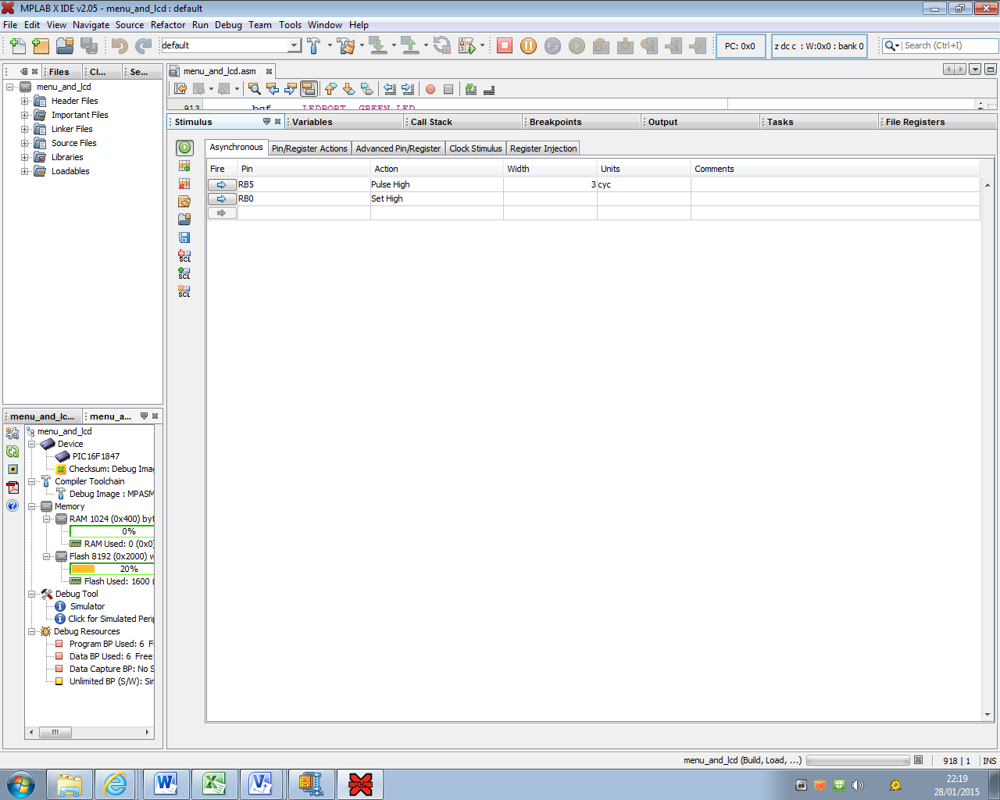 MPLAB X IDE v2.05 - menu_and_lcd : default
File Edit View Navigate Source Refactor Run Debug Team Tools Window Help
default PC: 0x0 z dc c : W:0x0 : bank 0 Search (Ctrl+I)
Files Cl... Se...
menu_and_lcd
Header Files
Important Files
Linker Files
Source Files
Libraries
Loadables
menu_and_lcd.asm
913 bsf LEDPORT, GREEN_LED
Stimulus Variables Call Stack Breakpoints Output Tasks File Registers
Asynchronous Pin/Register Actions Advanced Pin/Register Clock Stimulus Register Injection
Fire Pin Action Width Units Comments
RB5 Pulse High 3 cyc
RB0 Set High
SCL
SCL
SCL
menu_and_lc... menu_a...
menu_and_lcd
Device
PIC16F1847
Checksum: Debug Imag
Compiler Toolchain
Debug Image : MPASM
Memory
RAM 1024 (0x400) byt
0%
RAM Used: 0 (0x0)
Flash 8192 (0x2000) w
20%
Flash Used: 1600 (
Debug Tool
Simulator
Click for Simulated Perip
Debug Resources
Program BP Used: 6 F
Data BP Used: 6 Free
Data Capture BP: No S
Unlimited BP (S/W): Sim
menu_and_lcd (Build, Load, ...) 918 | 1 INS
MPLAB
22:19
28/01/2015